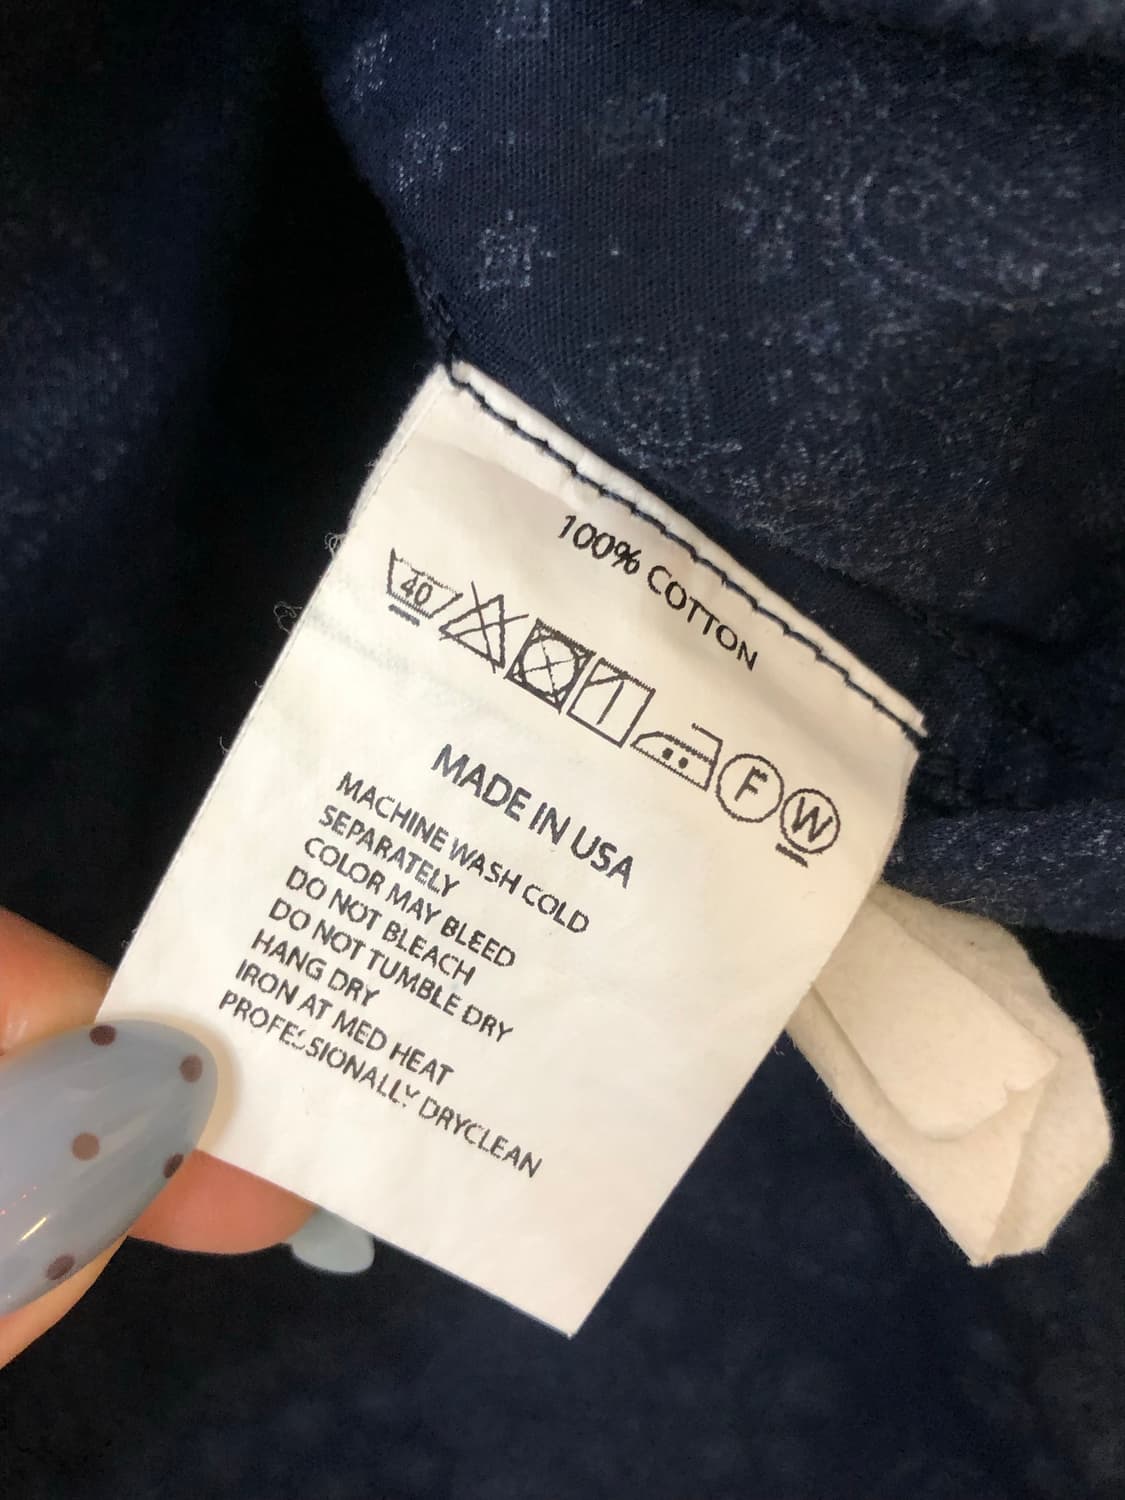 100% COTTON
40
F W
MADE IN USA
MACHINE WASH COLD
SEPARATELY
COLOR MAY BLEED
DO NOT BLEACH
DO NOT TUMBLE DRY
HANG DRY
IRON AT MED HEAT
PROFESSIONALLY DRYCLEAN